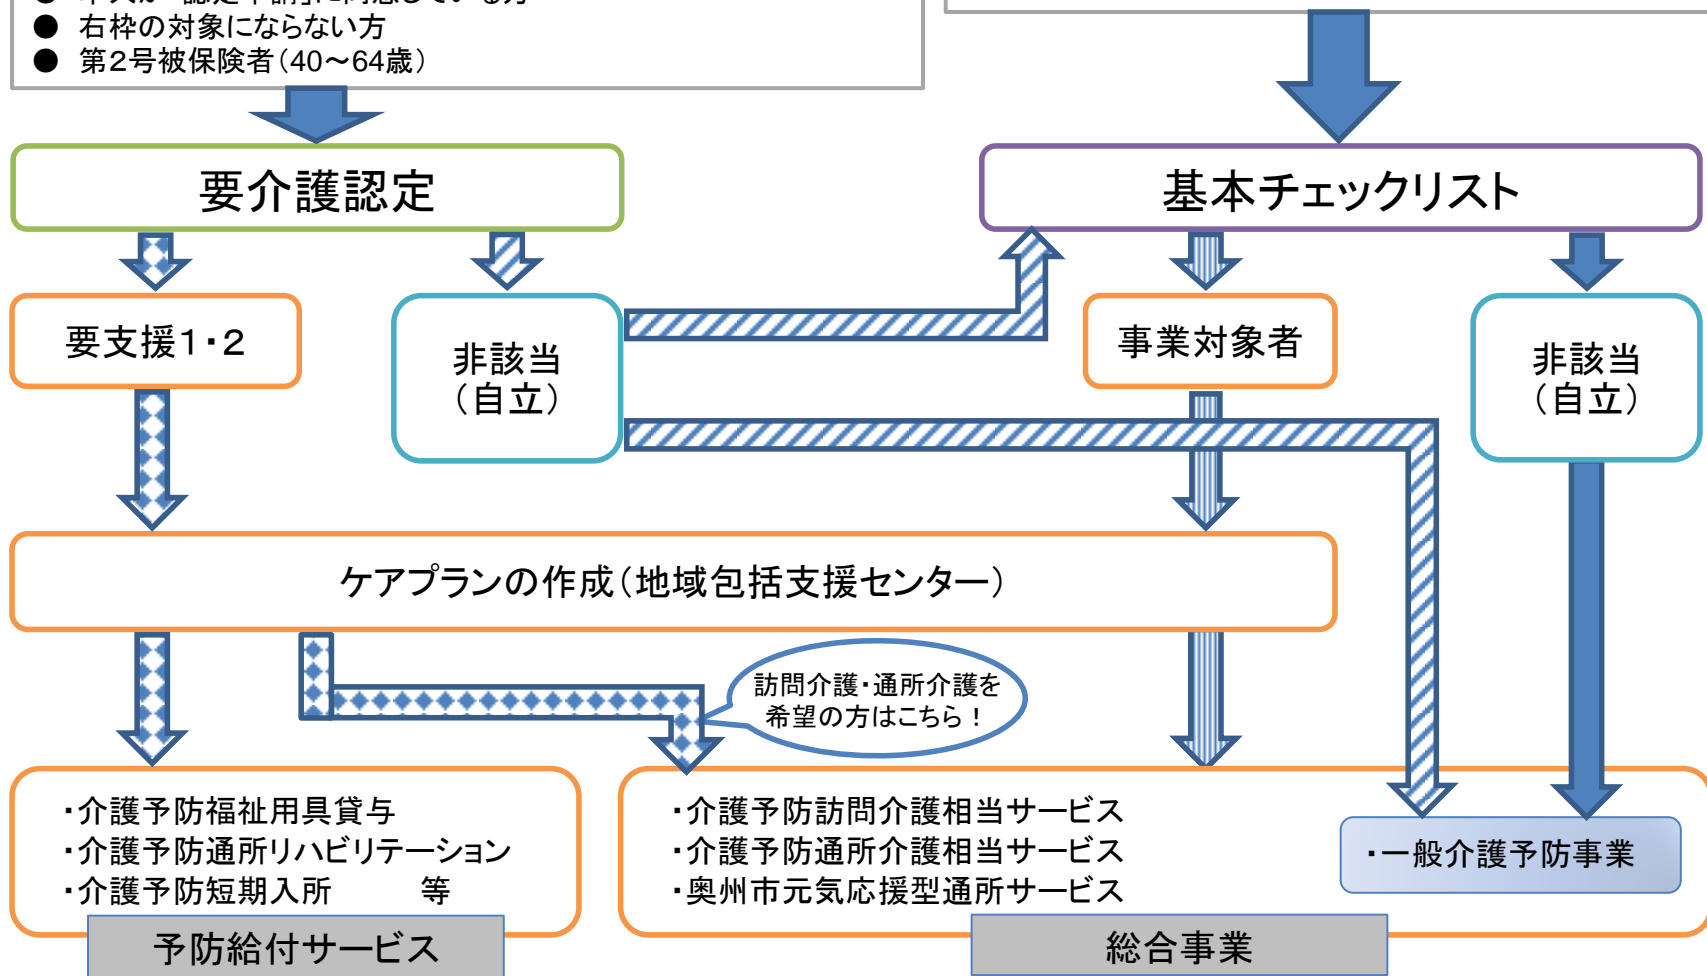 ● 右枠の対象にならない方
● 第2号被保険者（40～64歳）
要介護認定
基本チェックリスト
要支援1・2
非該当
（自立）
事業対象者
非該当
（自立）
ケアプランの作成（地域包括支援センター）
訪問介護・通所介護を
希望の方はこちら！
・介護予防福祉用具貸与
・介護予防通所リハビリテーション
・介護予防短期入所　　等
・介護予防訪問介護相当サービス
・介護予防通所介護相当サービス
・奥州市元気応援型通所サービス
・一般介護予防事業
予防給付サービス
総合事業